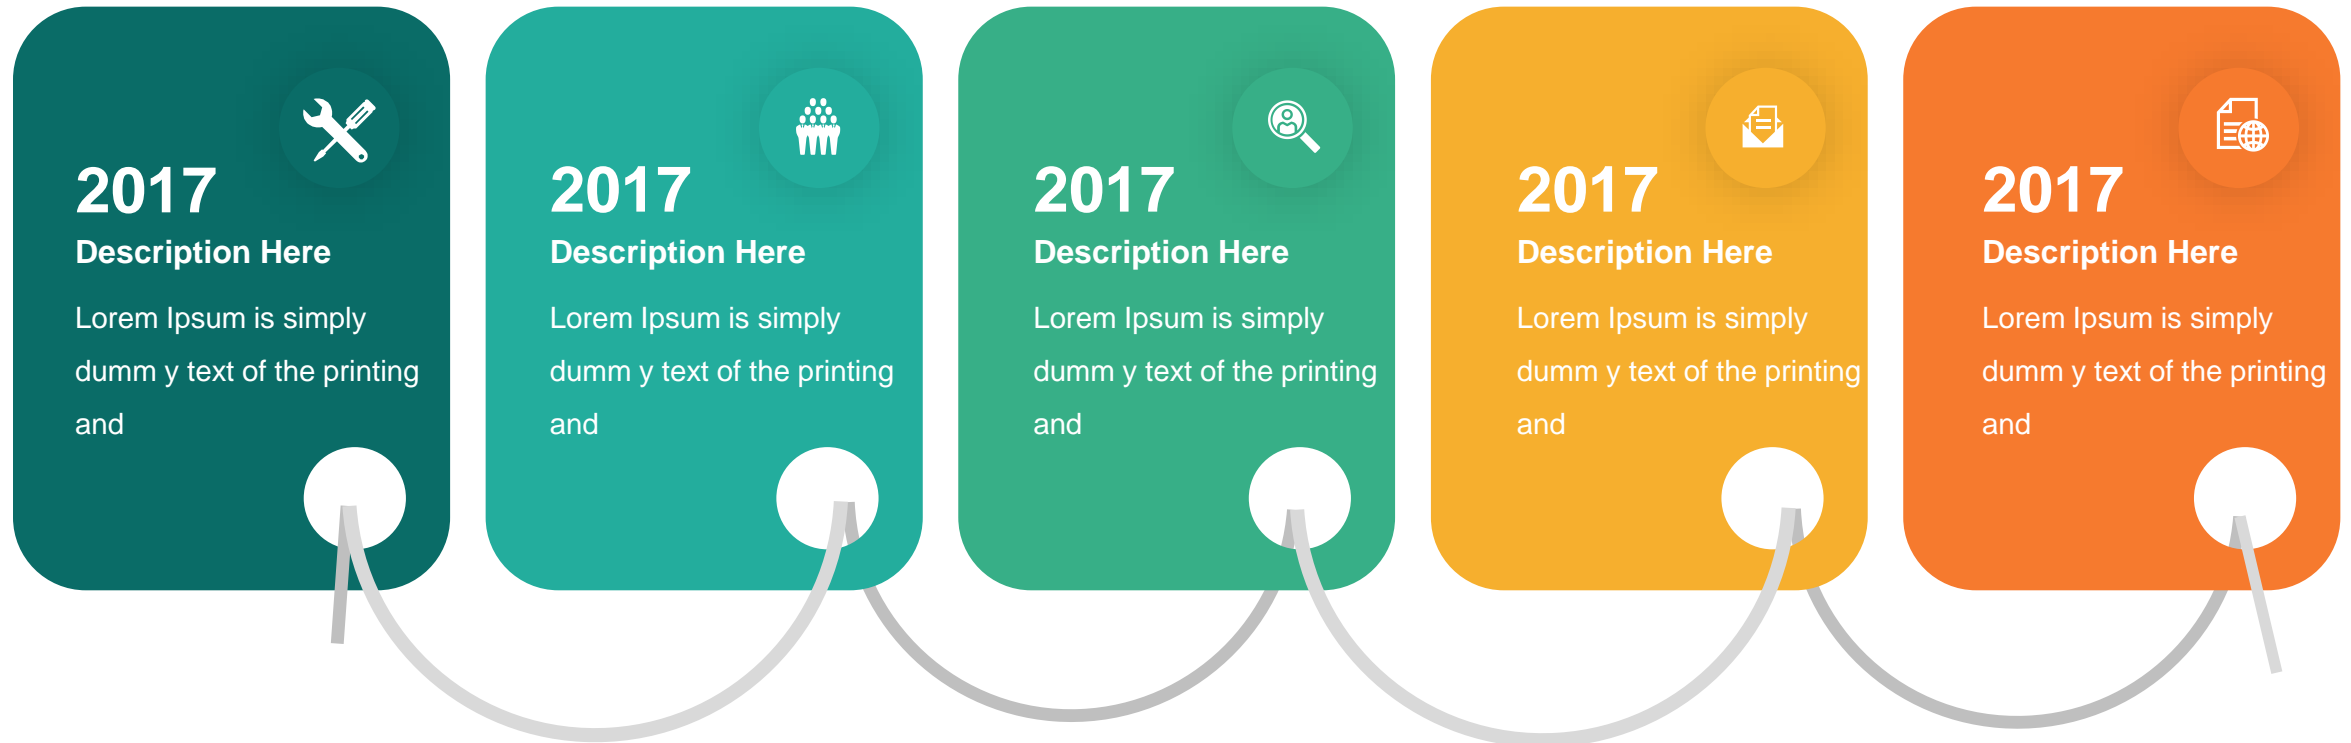 2017
Description Here
Lorem Ipsum is simply
dumm y text of the printing
and
2017
Description Here
Lorem Ipsum is simply
dumm y text of the printing
and
2017
Description Here
Lorem Ipsum is simply
dumm y text of the printing
and
2017
Description Here
Lorem Ipsum is simply
dumm y text of the printing
and
2017
Description Here
Lorem Ipsum is simply
dumm y text of the printing
and